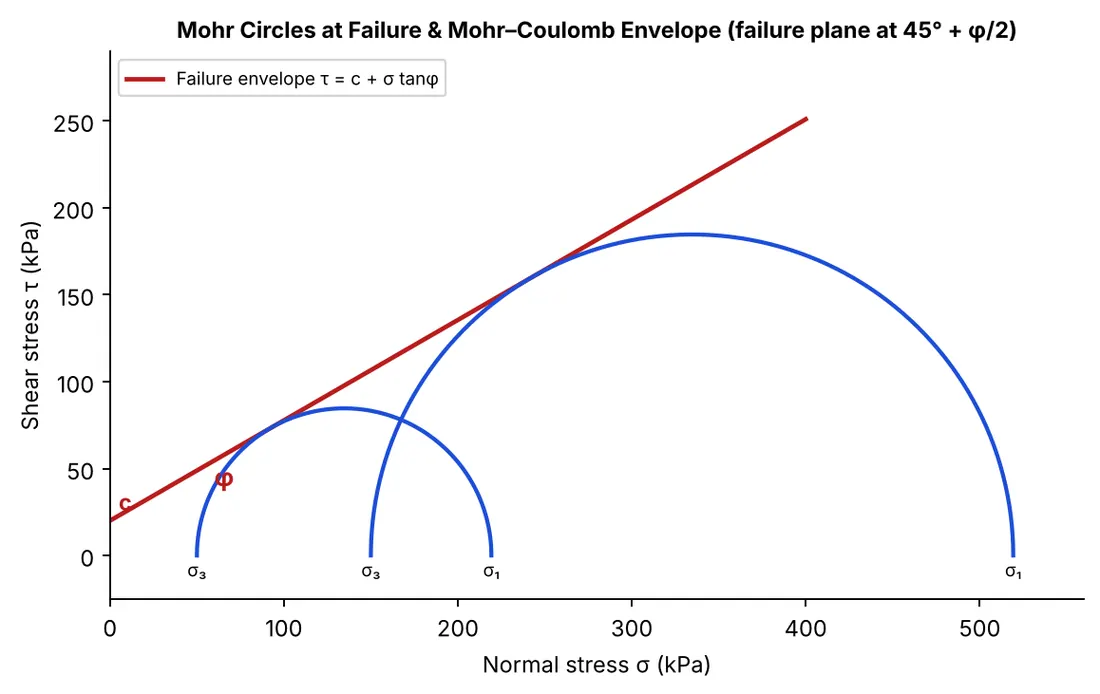 Mohr Circles at Failure & Mohr–Coulomb Envelope (failure plane at 45° + φ/2)
Failure envelope τ = c + σ tanφ
Shear stress τ (kPa)
250
200
150
100
50
0
c
φ
σ₃
σ₃
σ₁
σ₁
0
100
200
300
400
500
Normal stress σ (kPa)